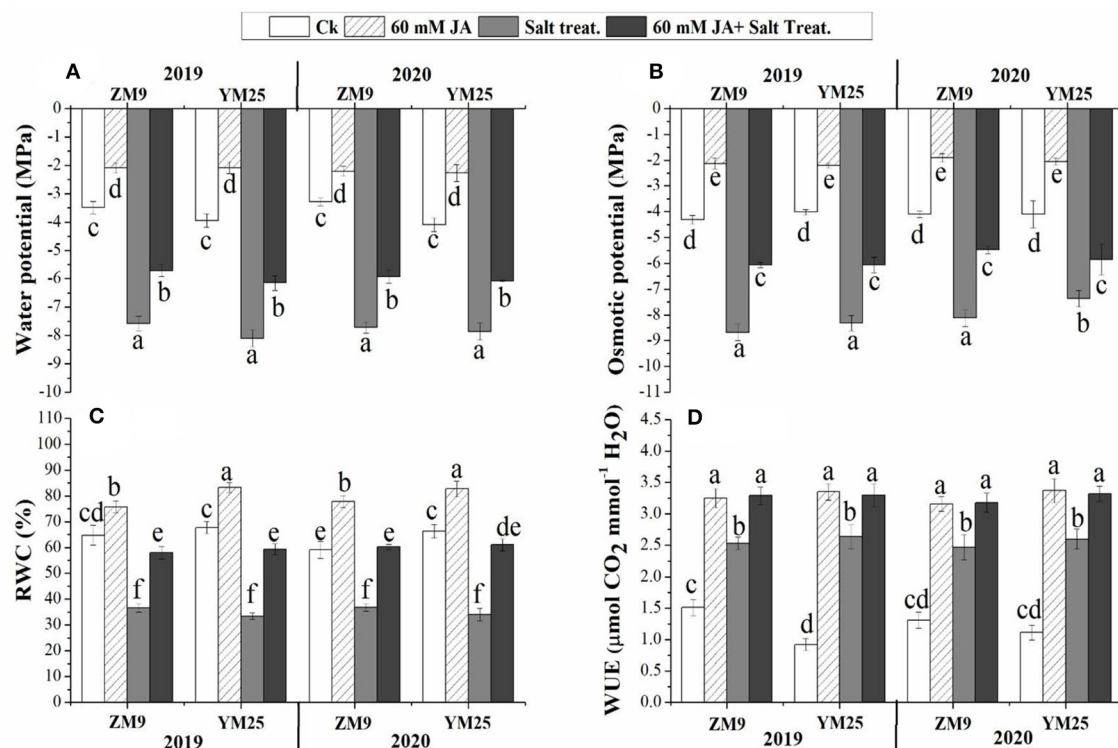 Ck 60 mM JA Salt treat. 60 mM JA+ Salt Treat.
A
2019 2020
ZM9 YM25 ZM9 YM25
Water potential (MPa)
0
-1
-2
-3
-4
-5
-6
-7
-8
-9
-10
c d a b c d a b c d a b c d a b
B
2019 2020
ZM9 YM25 ZM9 YM25
Osmotic potential (MPa)
0
-1
-2
-3
-4
-5
-6
-7
-8
-9
-10
-11
d e a c d e a c d e a c d e b c
C
RWC (%)
110
100
90
80
70
60
50
40
30
20
10
0
cd b f e c a f e e b f e c a f de
ZM9 YM25 ZM9 YM25
2019 2020
D
WUE (µmol CO2 mmol-1 H2O)
4.5
4.0
3.5
3.0
2.5
2.0
1.5
1.0
0.5
0.0
c a b a d a b a cd a b a cd a b a
ZM9 YM25 ZM9 YM25
2019 2020